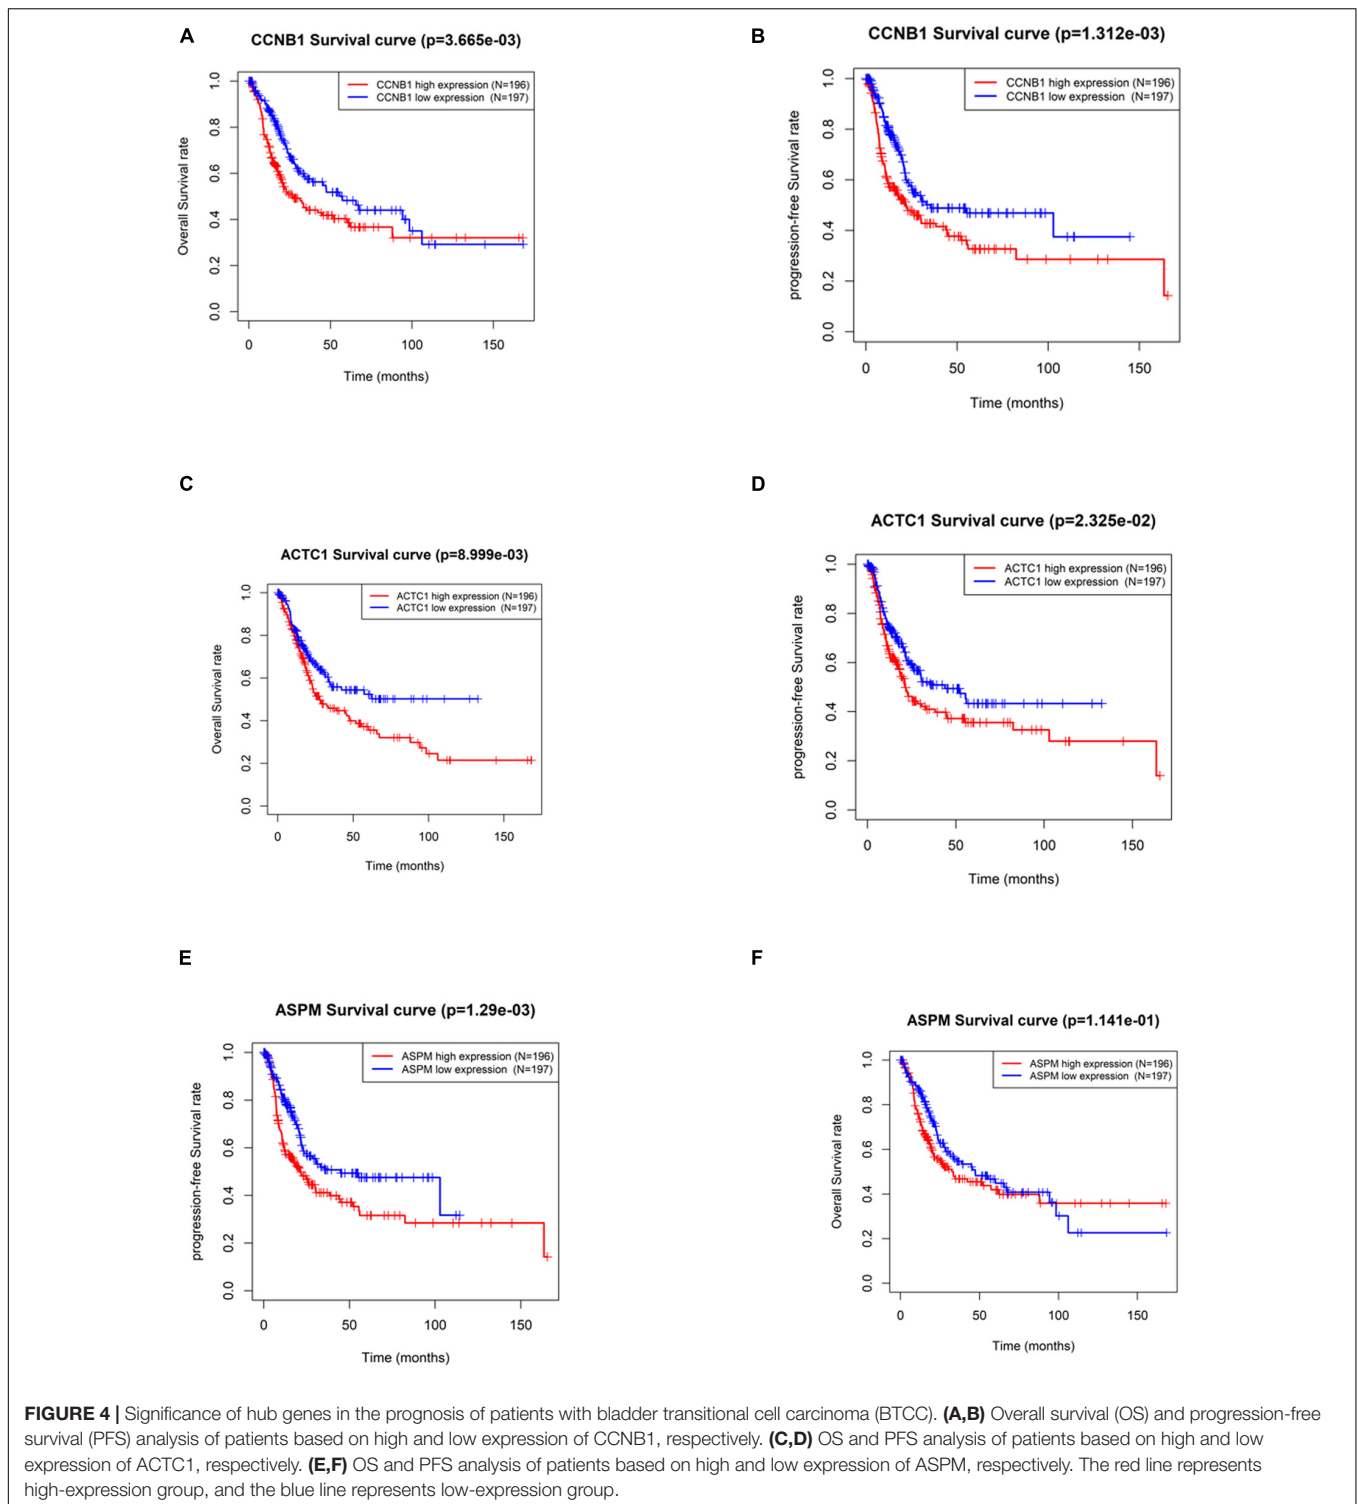 A
CCNB1 Survival curve (p=3.665e-03)
CCNB1 high expression (N=196)
CCNB1 low expression (N=197)
Overall Survival rate
0.0
0.2
0.4
0.6
0.8
1.0
0
50
100
150
Time (months)
B
CCNB1 Survival curve (p=1.312e-03)
CCNB1 high expression (N=196)
CCNB1 low expression (N=197)
progression-free Survival rate
0.0
0.2
0.4
0.6
0.8
1.0
0
50
100
150
Time (months)
C
ACTC1 Survival curve (p=8.999e-03)
ACTC1 high expression (N=196)
ACTC1 low expression (N=197)
Overall Survival rate
0.0
0.2
0.4
0.6
0.8
1.0
0
50
100
150
Time (months)
D
ACTC1 Survival curve (p=2.325e-02)
ACTC1 high expression (N=196)
ACTC1 low expression (N=197)
progression-free Survival rate
0.0
0.2
0.4
0.6
0.8
1.0
0
50
100
150
Time (months)
E
ASPM Survival curve (p=1.29e-03)
ASPM high expression (N=196)
ASPM low expression (N=197)
progression-free Survival rate
0.0
0.2
0.4
0.6
0.8
1.0
0
50
100
150
Time (months)
F
ASPM Survival curve (p=1.141e-01)
ASPM high expression (N=196)
ASPM low expression (N=197)
Overall Survival rate
0.0
0.2
0.4
0.6
0.8
1.0
0
50
100
150
Time (months)
FIGURE 4 | Significance of hub genes in the prognosis of patients with bladder transitional cell carcinoma (BTCC). (A,B) Overall survival (OS) and progression-free
survival (PFS) analysis of patients based on high and low expression of CCNB1, respectively. (C,D) OS and PFS analysis of patients based on high and low
expression of ACTC1, respectively. (E,F) OS and PFS analysis of patients based on high and low expression of ASPM, respectively. The red line represents
high-expression group, and the blue line represents low-expression group.